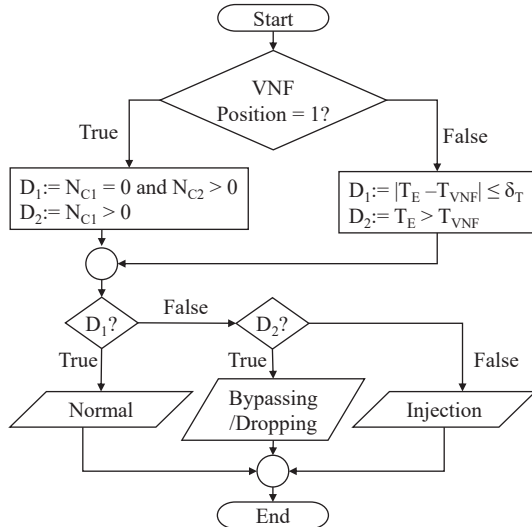 Start
VNF
Position = 1?
True
False
D₁:= N_C1 = 0 and N_C2 > 0
D₂:= N_C1 > 0
D₁:= |T_E –T_VNF| ≤ δ_T
D₂:= T_E > T_VNF
D₁?
False
D₂?
True
True
False
Normal
Bypassing
/Dropping
Injection
End